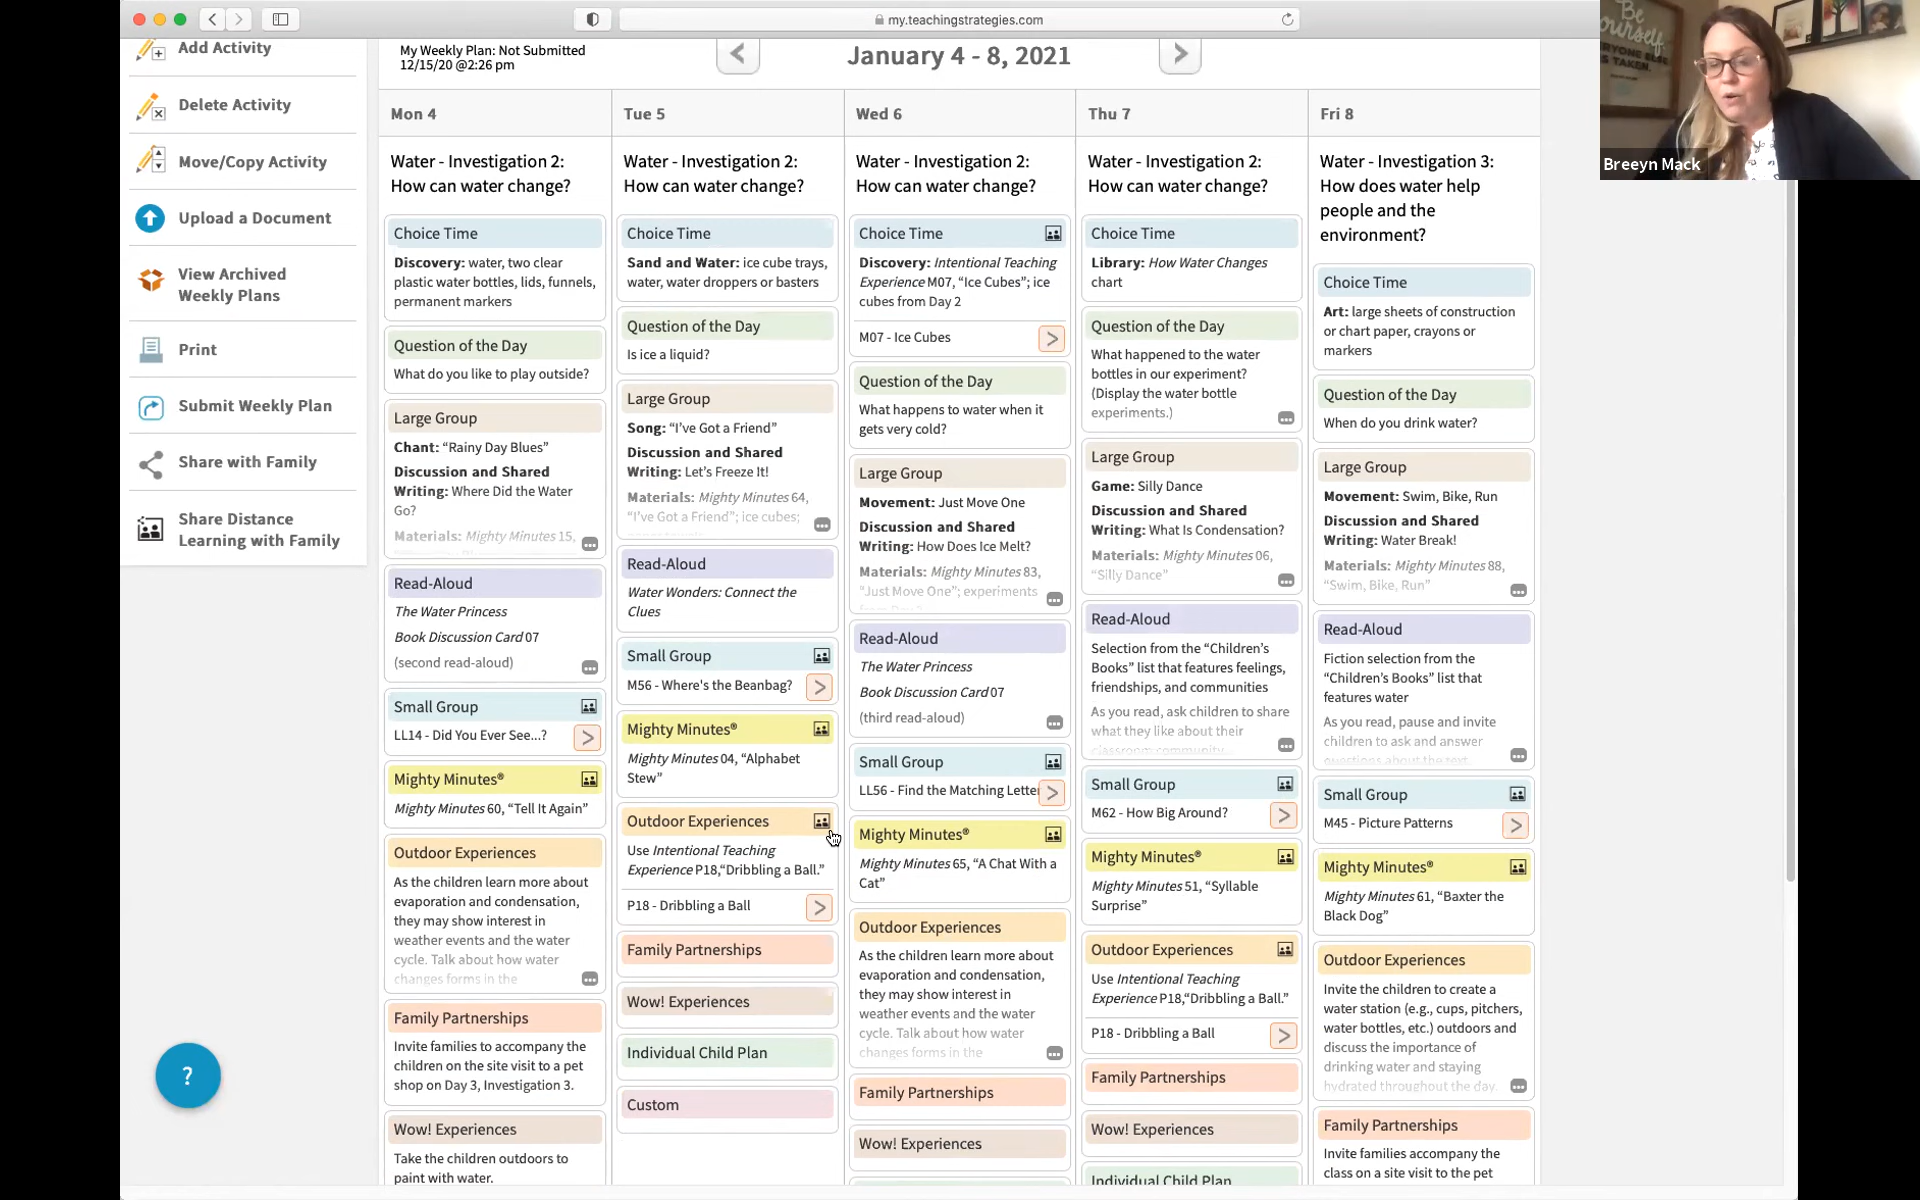 my.teachingstrategies.com
Be
yourself.
EVERYONE ELSE
IS TAKEN.
Breeyn Mack
Add Activity
Delete Activity
Move/Copy Activity
Upload a Document
View Archived
Weekly Plans
Print
Submit Weekly Plan
Share with Family
Share Distance
Learning with Family
?
My Weekly Plan: Not Submitted
12/15/20 @2:26 pm
January 4 - 8, 2021
Mon 4
Water - Investigation 2:
How can water change?
Choice Time
Discovery: water, two clear
plastic water bottles, lids, funnels,
permanent markers
Question of the Day
What do you like to play outside?
Large Group
Chant: “Rainy Day Blues”
Discussion and Shared
Writing: Where Did the Water
Go?
Materials: Mighty Minutes 15,
Read-Aloud
The Water Princess
Book Discussion Card 07
(second read-aloud)
Small Group
LL14 - Did You Ever See...?
Mighty Minutes®
Mighty Minutes 60, “Tell It Again”
Outdoor Experiences
As the children learn more about
evaporation and condensation,
they may show interest in
weather events and the water
cycle. Talk about how water
changes forms in the
Family Partnerships
Invite families to accompany the
children on the site visit to a pet
shop on Day 3, Investigation 3.
Wow! Experiences
Take the children outdoors to
paint with water.
Tue 5
Water - Investigation 2:
How can water change?
Choice Time
Sand and Water: ice cube trays,
water, water droppers or basters
Question of the Day
Is ice a liquid?
Large Group
Song: “I’ve Got a Friend”
Discussion and Shared
Writing: Let’s Freeze It!
Materials: Mighty Minutes 64,
“I’ve Got a Friend”; ice cubes;
Read-Aloud
Water Wonders: Connect the
Clues
Small Group
M56 - Where's the Beanbag?
Mighty Minutes®
Mighty Minutes 04, “Alphabet
Stew”
Outdoor Experiences
Use Intentional Teaching
Experience P18,“Dribbling a Ball.”
P18 - Dribbling a Ball
Family Partnerships
Wow! Experiences
Individual Child Plan
Custom
Wed 6
Water - Investigation 2:
How can water change?
Choice Time
Discovery: Intentional Teaching
Experience M07, “Ice Cubes”; ice
cubes from Day 2
M07 - Ice Cubes
Question of the Day
What happens to water when it
gets very cold?
Large Group
Movement: Just Move One
Discussion and Shared
Writing: How Does Ice Melt?
Materials: Mighty Minutes 83,
“Just Move One”; experiments
Read-Aloud
The Water Princess
Book Discussion Card 07
(third read-aloud)
Small Group
LL56 - Find the Matching Letter
Mighty Minutes®
Mighty Minutes 65, “A Chat With a
Cat”
Outdoor Experiences
As the children learn more about
evaporation and condensation,
they may show interest in
weather events and the water
cycle. Talk about how water
changes forms in the
Family Partnerships
Wow! Experiences
Thu 7
Water - Investigation 2:
How can water change?
Choice Time
Library: How Water Changes
chart
Question of the Day
What happened to the water
bottles in our experiment?
(Display the water bottle
experiments.)
Large Group
Game: Silly Dance
Discussion and Shared
Writing: What Is Condensation?
Materials: Mighty Minutes 06,
“Silly Dance”
Read-Aloud
Selection from the “Children’s
Books” list that features feelings,
friendships, and communities
As you read, ask children to share
what they like about their
classroom community.
Small Group
M62 - How Big Around?
Mighty Minutes®
Mighty Minutes 51, “Syllable
Surprise”
Outdoor Experiences
Use Intentional Teaching
Experience P18,“Dribbling a Ball.”
P18 - Dribbling a Ball
Family Partnerships
Wow! Experiences
Individual Child Plan
Fri 8
Water - Investigation 3:
How does water help
people and the
environment?
Choice Time
Art: large sheets of construction
or chart paper, crayons or
markers
Question of the Day
When do you drink water?
Large Group
Movement: Swim, Bike, Run
Discussion and Shared
Writing: Water Break!
Materials: Mighty Minutes 88,
“Swim, Bike, Run”
Read-Aloud
Fiction selection from the
“Children’s Books” list that
features water
As you read, pause and invite
children to ask and answer
questions about the text.
Small Group
M45 - Picture Patterns
Mighty Minutes®
Mighty Minutes 61, “Baxter the
Black Dog”
Outdoor Experiences
Invite the children to create a
water station (e.g., cups, pitchers,
water bottles, etc.) outdoors and
discuss the importance of
drinking water and staying
hydrated throughout the day.
Family Partnerships
Invite families accompany the
class on a site visit to the pet